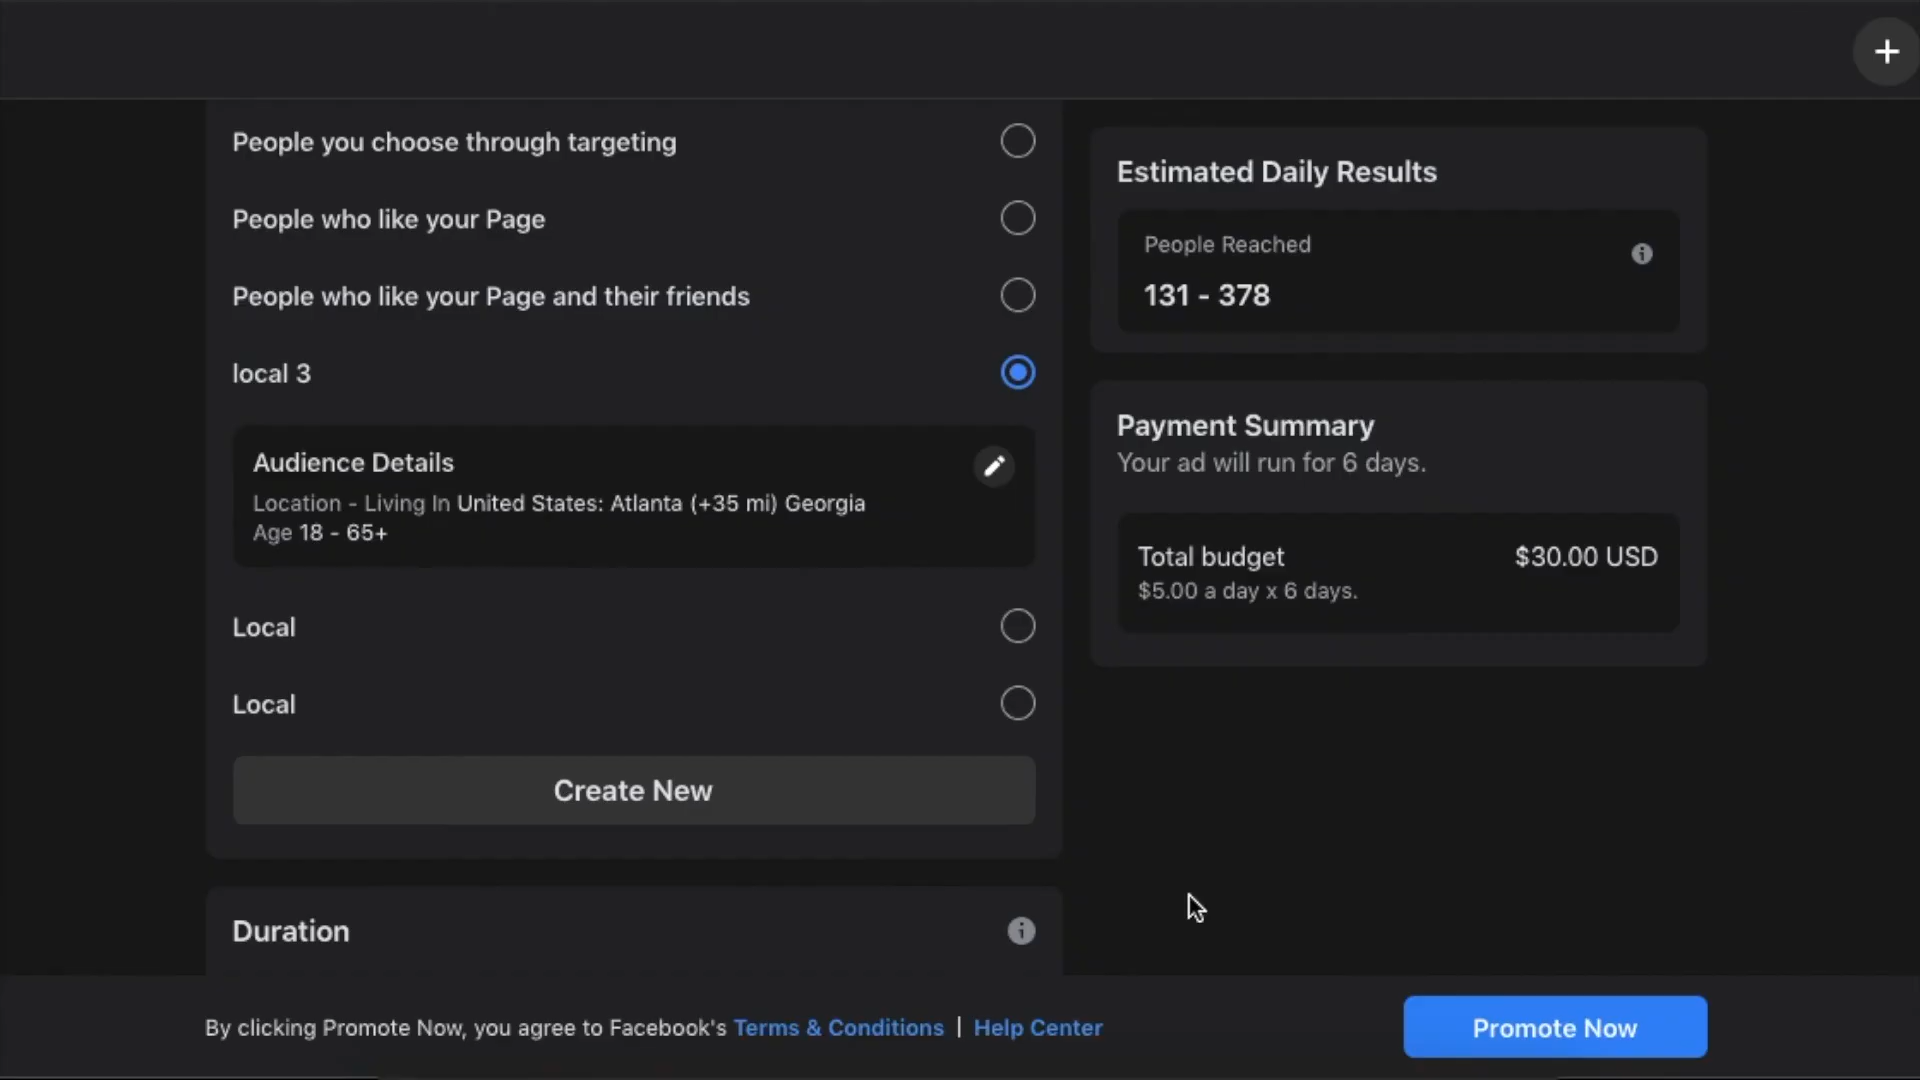 People you choose through targeting
People who like your Page
People who like your Page and their friends
local 3
Audience Details
Location - Living In United States: Atlanta (+35 mi) Georgia
Age 18 - 65+
Local
Local
Create New
Duration
Estimated Daily Results
People Reached
131 - 378
Payment Summary
Your ad will run for 6 days.
Total budget $30.00 USD
$5.00 a day x 6 days.
By clicking Promote Now, you agree to Facebook's Terms & Conditions | Help Center
Promote Now